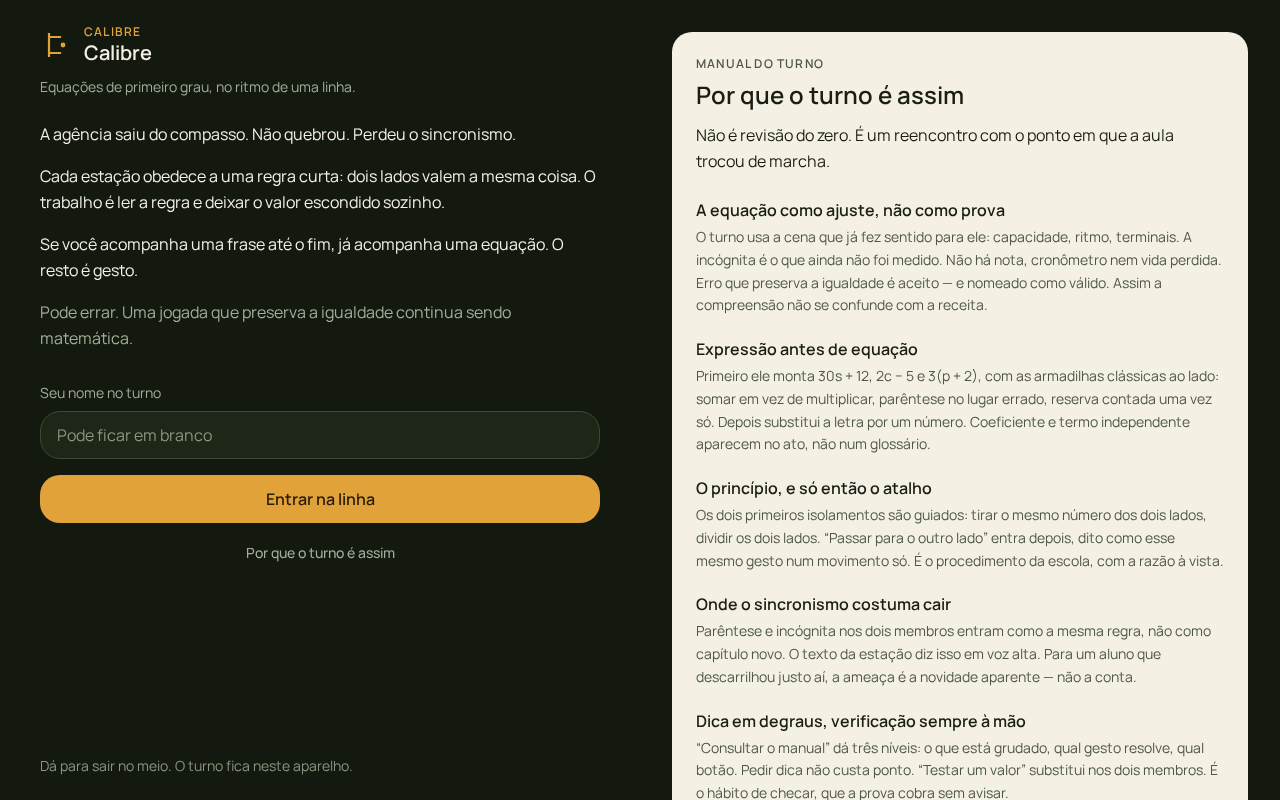 CALIBRE
Calibre
Equações de primeiro grau, no ritmo de uma linha.
A agência saiu do compasso. Não quebrou. Perdeu o sincronismo.
Cada estação obedece a uma regra curta: dois lados valem a mesma coisa. O
trabalho é ler a regra e deixar o valor escondido sozinho.
Se você acompanha uma frase até o fim, já acompanha uma equação. O
resto é gesto.
Pode errar. Uma jogada que preserva a igualdade continua sendo
matemática.
Seu nome no turno
Pode ficar em branco
Entrar na linha
Por que o turno é assim
Dá para sair no meio. O turno fica neste aparelho.
MANUAL DO TURNO
Por que o turno é assim
Não é revisão do zero. É um reencontro com o ponto em que a aula
trocou de marcha.
A equação como ajuste, não como prova
O turno usa a cena que já fez sentido para ele: capacidade, ritmo, terminais. A
incógnita é o que ainda não foi medido. Não há nota, cronômetro nem vida perdida.
Erro que preserva a igualdade é aceito — e nomeado como válido. Assim a
compreensão não se confunde com a receita.
Expressão antes de equação
Primeiro ele monta 30s + 12, 2c − 5 e 3(p + 2), com as armadilhas clássicas ao lado:
somar em vez de multiplicar, parêntese no lugar errado, reserva contada uma vez
só. Depois substitui a letra por um número. Coeficiente e termo independente
aparecem no ato, não num glossário.
O princípio, e só então o atalho
Os dois primeiros isolamentos são guiados: tirar o mesmo número dos dois lados,
dividir os dois lados. “Passar para o outro lado” entra depois, dito como esse
mesmo gesto num movimento só. É o procedimento da escola, com a razão à vista.
Onde o sincronismo costuma cair
Parêntese e incógnita nos dois membros entram como a mesma regra, não como
capítulo novo. O texto da estação diz isso em voz alta. Para um aluno que
descarrilhou justo aí, a ameaça é a novidade aparente — não a conta.
Dica em degraus, verificação sempre à mão
“Consultar o manual” dá três níveis: o que está grudado, qual gesto resolve, qual
botão. Pedir dica não custa ponto. “Testar um valor” substitui nos dois membros. É
o hábito de checar, que a prova cobra sem avisar.